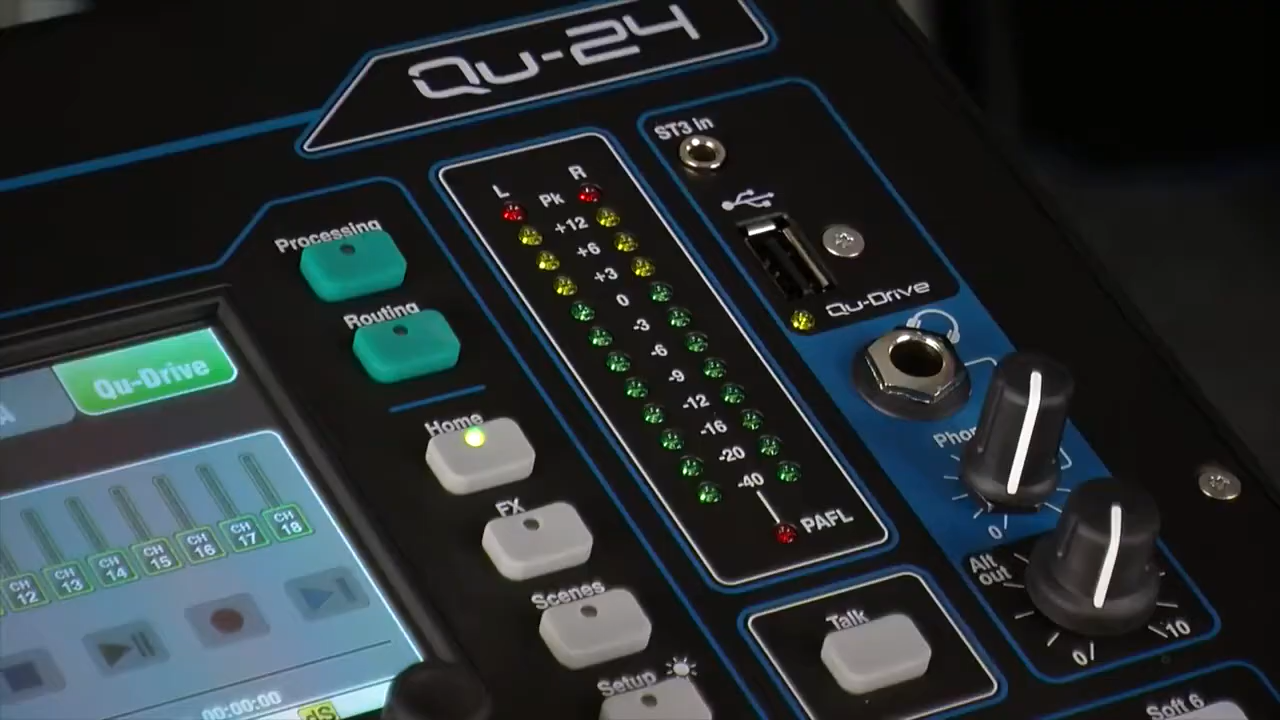 Qu-24
ST3 in
L
R
Pk
+12
+6
+3
0
-3
-6
-9
-12
-16
-20
-40
PAFL
Qu-Drive
Processing
Routing
Home
FX
Scenes
Setup
Talk
0
Alt
out
0
10
Soft 6
Qu-Drive
CH
12
CH
13
CH
14
CH
15
CH
16
CH
17
CH
18
00:00:00